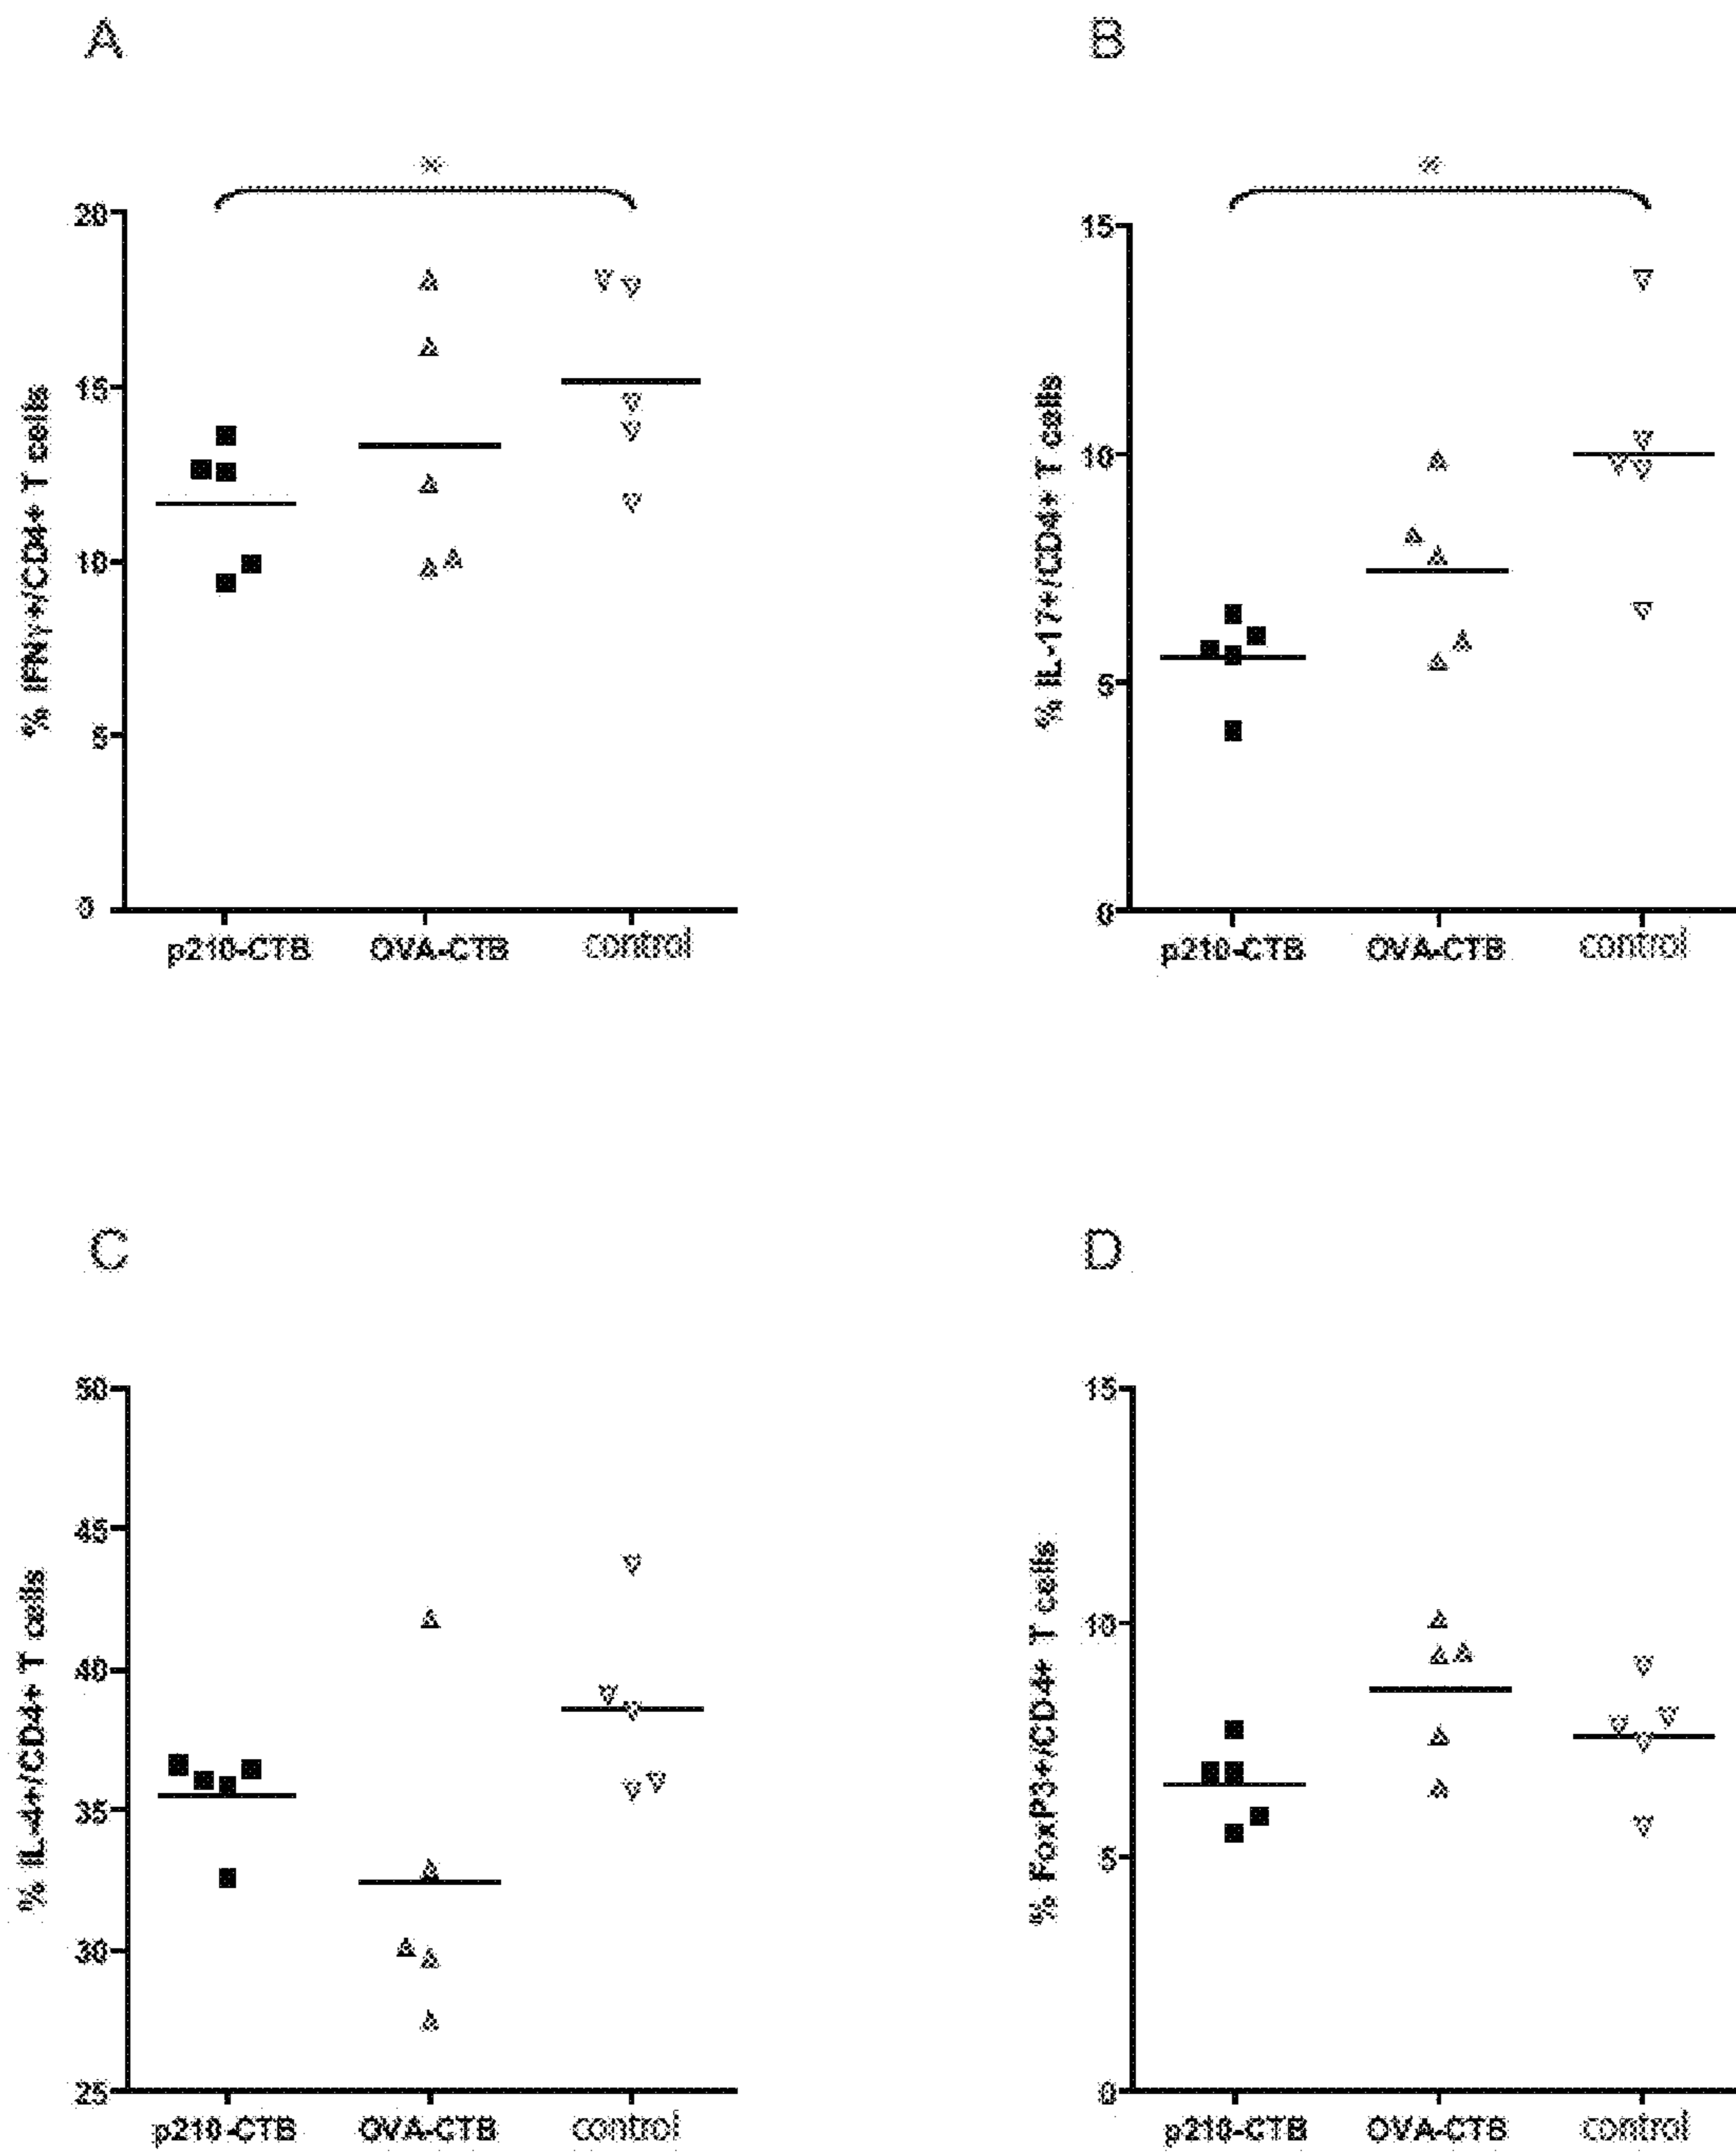 A
B
*
*
% IFNγ+/CD4+ T cells
20
15
10
5
0
p210-CTB OVA-CTB control
% IL-17+/CD4+ T cells
15
10
5
0
p210-CTB OVA-CTB control
C
D
% IL-4+/CD4+ T cells
50
45
40
35
30
25
p210-CTB OVA-CTB control
% FoxP3+/CD4+ T cells
15
10
5
0
p210-CTB OVA-CTB control